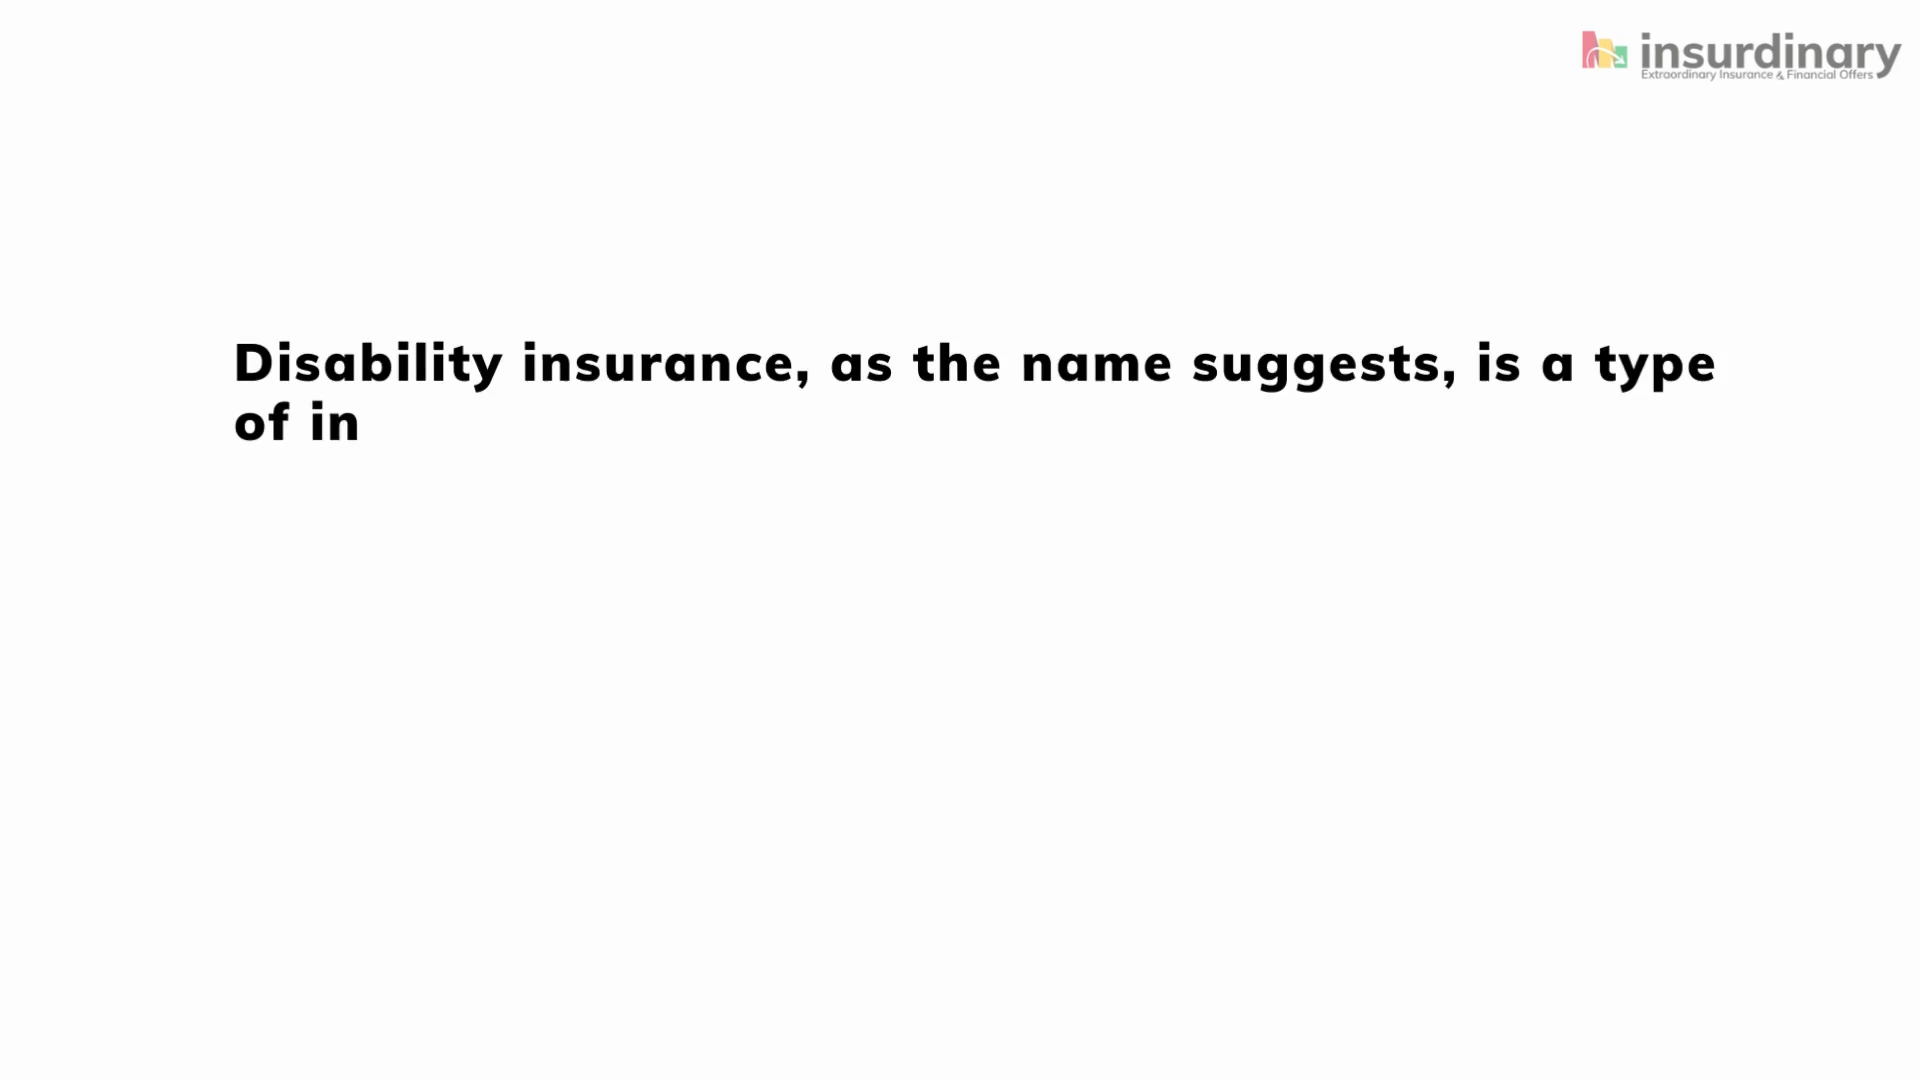 insurdinary
Extraordinary Insurance & Financial Offers
Disability insurance, as the name suggests, is a type
of in